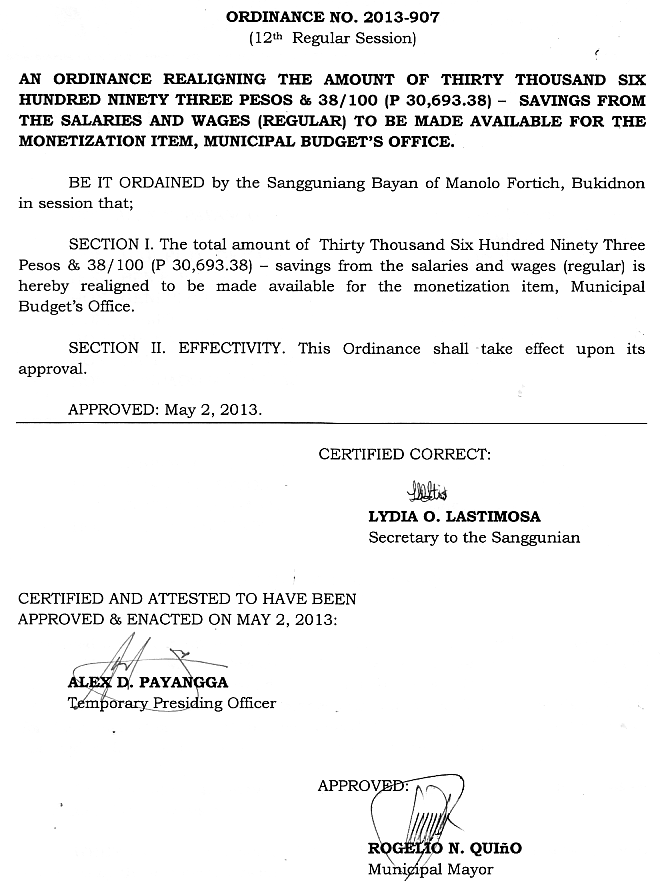 ORDINANCE NO. 2013-907
(12th Regular Session)
AN ORDINANCE REALIGNING THE AMOUNT OF THIRTY THOUSAND SIX
HUNDRED NINETY THREE PESOS & 38/100 (P 30,693.38) – SAVINGS FROM
THE SALARIES AND WAGES (REGULAR) TO BE MADE AVAILABLE FOR THE
MONETIZATION ITEM, MUNICIPAL BUDGET'S OFFICE.
BE IT ORDAINED by the Sangguniang Bayan of Manolo Fortich, Bukidnon
in session that;
SECTION I. The total amount of Thirty Thousand Six Hundred Ninety Three
Pesos & 38/100 (P 30,693.38) – savings from the salaries and wages (regular) is
hereby realigned to be made available for the monetization item, Municipal
Budget's Office.
SECTION II. EFFECTIVITY. This Ordinance shall take effect upon its
approval.
APPROVED: May 2, 2013.
CERTIFIED CORRECT:
LYDIA O. LASTIMOSA
Secretary to the Sanggunian
CERTIFIED AND ATTESTED TO HAVE BEEN
APPROVED & ENACTED ON MAY 2, 2013:
ALEX D. PAYANGGA
Temporary Presiding Officer
APPROVED:
ROGELIO N. QUIñO
Municipal Mayor